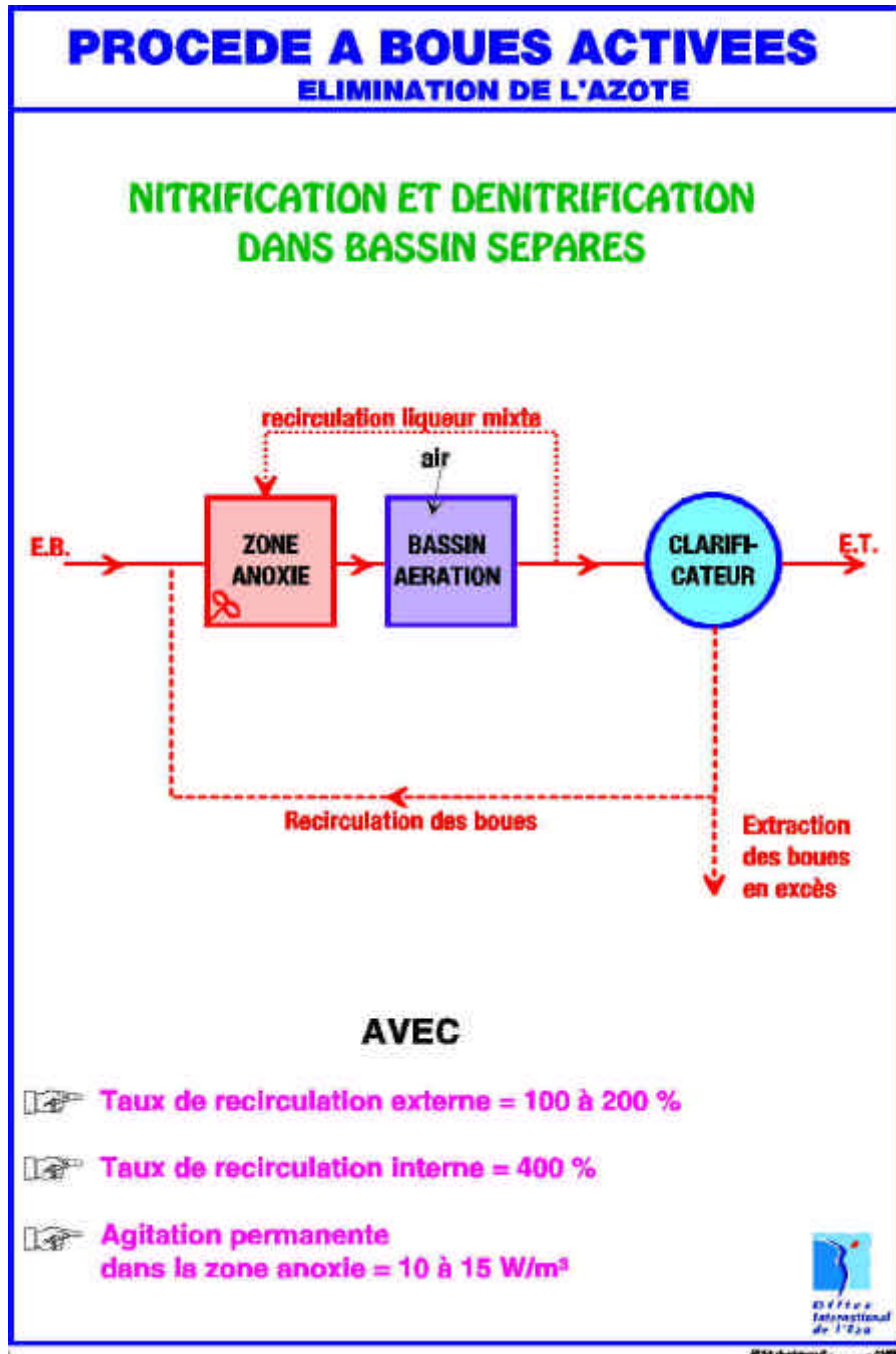 PROCEDE A BOUES ACTIVEES
ELIMINATION DE L'AZOTE
NITRIFICATION ET DENITRIFICATION
DANS BASSIN SEPARES
recirculation liqueur mixte
air
E.B.
ZONE
ANOXIE
BASSIN
AERATION
CLARIFI-
CATEUR
E.T.
Recirculation des boues
Extraction
des boues
en excès
AVEC
Taux de recirculation externe = 100 à 200 %
Taux de recirculation interne = 400 %
Agitation permanente
dans la zone anoxie = 10 à 15 W/m³
Office
International
de l'Eau